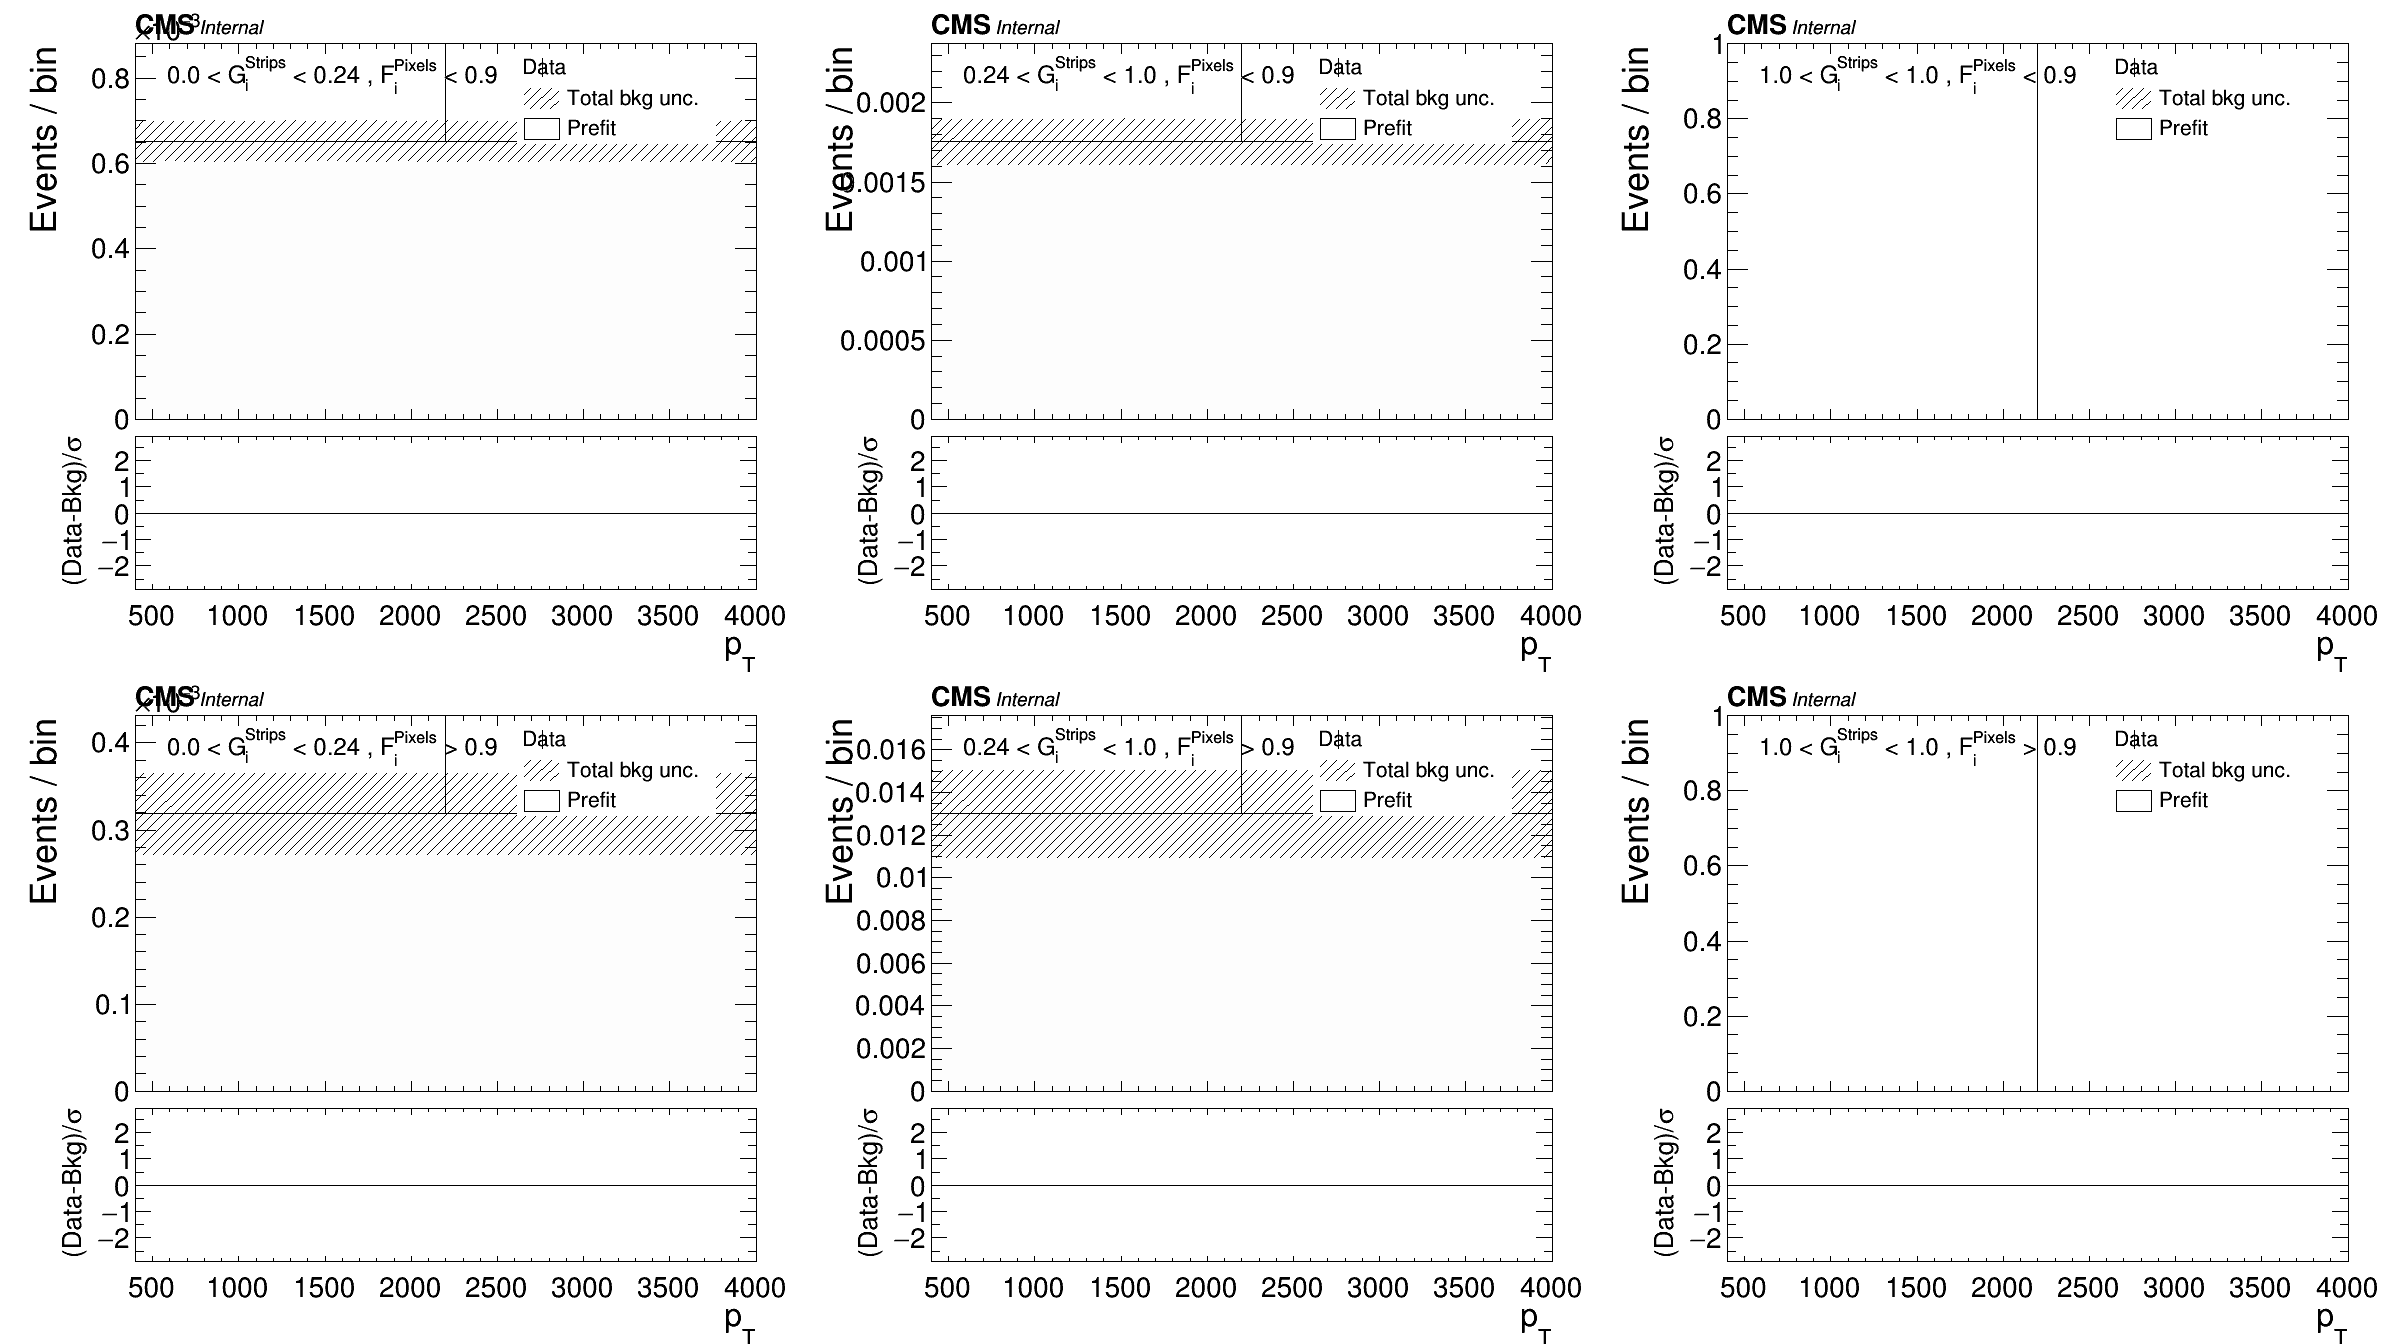 CMS Internal
×10⁻³
0.0 < G_i^Strips < 0.24 , F_i^Pixels < 0.9
Data
Total bkg unc.
Prefit
Events / bin
0.8
0.6
0.4
0.2
0
(Data-Bkg)/σ
2
1
0
−1
−2
500 1000 1500 2000 2500 3000 3500 4000
p_T
CMS Internal
0.24 < G_i^Strips < 1.0 , F_i^Pixels < 0.9
Data
Total bkg unc.
Prefit
Events / bin
0.002
0.0015
0.001
0.0005
0
(Data-Bkg)/σ
2
1
0
−1
−2
500 1000 1500 2000 2500 3000 3500 4000
p_T
CMS Internal
1.0 < G_i^Strips < 1.0 , F_i^Pixels < 0.9
Data
Total bkg unc.
Prefit
Events / bin
1
0.8
0.6
0.4
0.2
0
(Data-Bkg)/σ
2
1
0
−1
−2
500 1000 1500 2000 2500 3000 3500 4000
p_T
CMS Internal
×10⁻³
0.0 < G_i^Strips < 0.24 , F_i^Pixels > 0.9
Data
Total bkg unc.
Prefit
Events / bin
0.4
0.3
0.2
0.1
0
(Data-Bkg)/σ
2
1
0
−1
−2
500 1000 1500 2000 2500 3000 3500 4000
p_T
CMS Internal
0.24 < G_i^Strips < 1.0 , F_i^Pixels > 0.9
Data
Total bkg unc.
Prefit
Events / bin
0.016
0.014
0.012
0.01
0.008
0.006
0.004
0.002
0
(Data-Bkg)/σ
2
1
0
−1
−2
500 1000 1500 2000 2500 3000 3500 4000
p_T
CMS Internal
1.0 < G_i^Strips < 1.0 , F_i^Pixels > 0.9
Data
Total bkg unc.
Prefit
Events / bin
1
0.8
0.6
0.4
0.2
0
(Data-Bkg)/σ
2
1
0
−1
−2
500 1000 1500 2000 2500 3000 3500 4000
p_T